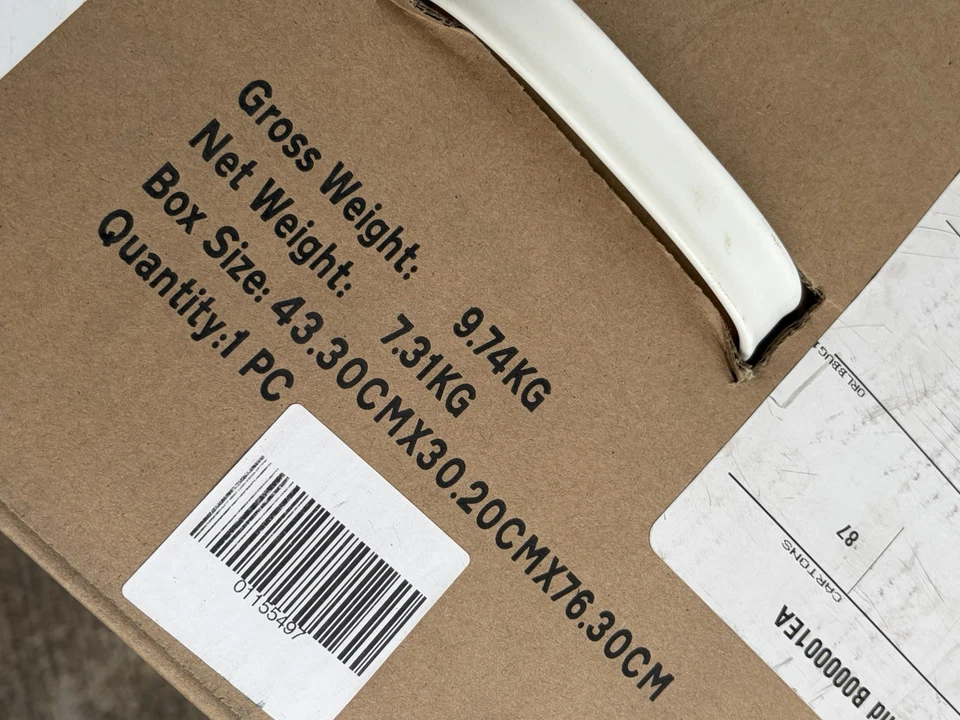 Gross Weight: 9.74KG
Net Weight: 7.31KG
Box Size: 43.30CMX30.20CMX76.30CM
Quantity:1 PC
01155497
CARTONS
87
B0000001EA